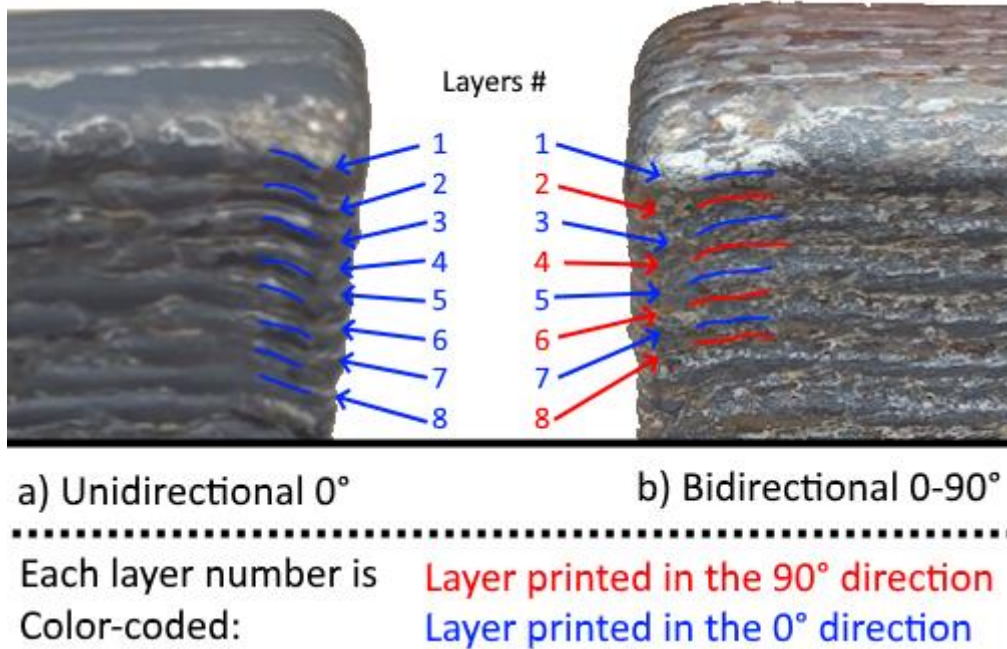 Layers #
1 1
2 2
3 3
4 4
5 5
6 6
7 7
8 8
a) Unidirectional 0° b) Bidirectional 0-90°
Each layer number is Layer printed in the 90° direction
Color-coded: Layer printed in the 0° direction